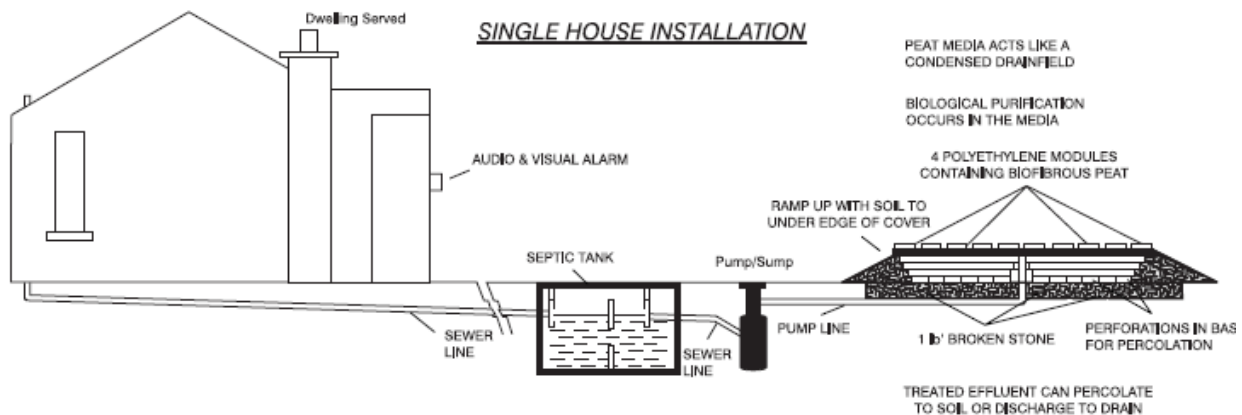 Dwelling Served
SINGLE HOUSE INSTALLATION
PEAT MEDIA ACTS LIKE A
CONDENSED DRAINFIELD
BIOLOGICAL PURIFICATION
OCCURS IN THE MEDIA
4 POLYETHYLENE MODULES
CONTAINING BIOFIBROUS PEAT
AUDIO & VISUAL ALARM
RAMP UP WITH SOIL TO
UNDER EDGE OF COVER
SEPTIC TANK
Pump/Sump
SEWER
LINE
SEWER
LINE
PUMP LINE
1 lb' BROKEN STONE
PERFORATIONS IN BAS
FOR PERCOLATION
TREATED EFFLUENT CAN PERCOLATE
TO SOIL OR DISCHARGE TO DRAIN